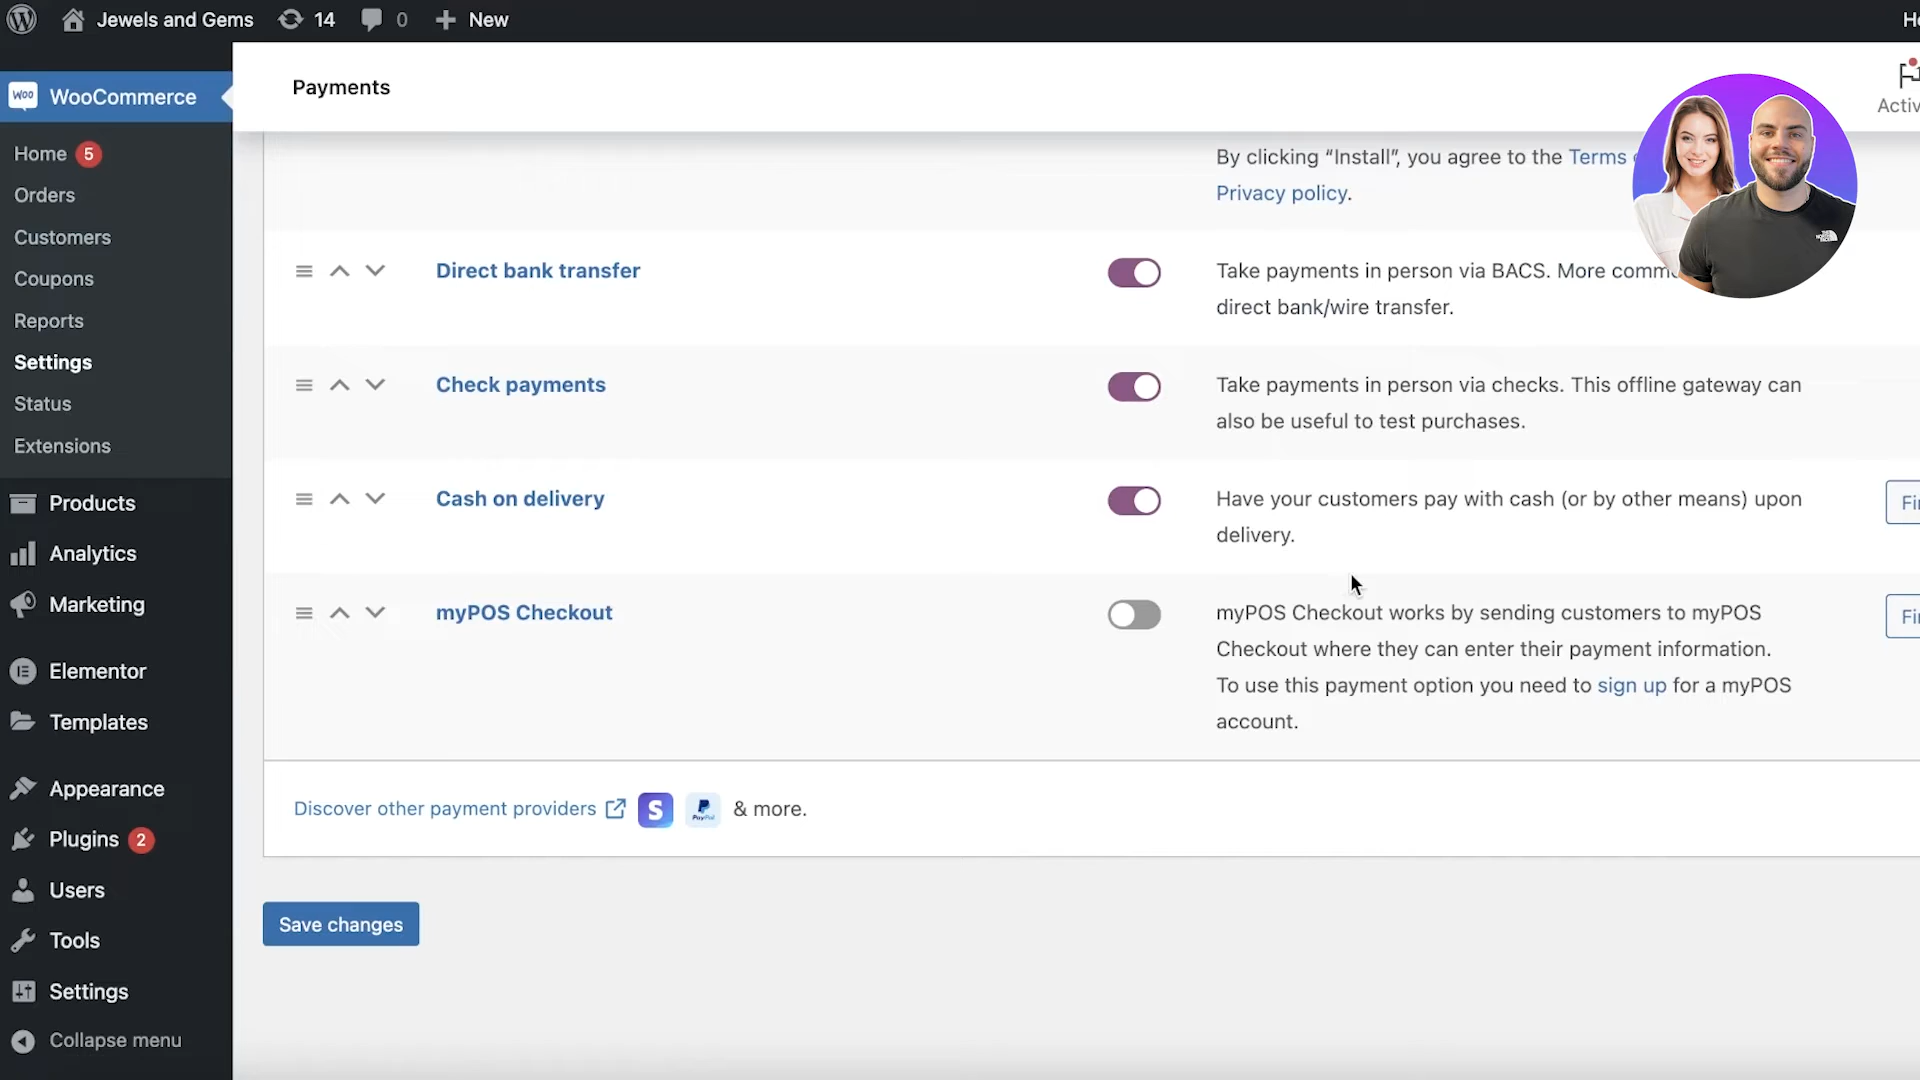 Jewels and Gems 14 0 New
WOO WooCommerce
Home 5
Orders
Customers
Coupons
Reports
Settings
Status
Extensions
Products
Analytics
Marketing
Elementor
Templates
Appearance
Plugins 2
Users
Tools
Settings
Collapse menu
Payments
By clicking “Install”, you agree to the Terms
Privacy policy.
Direct bank transfer
Take payments in person via BACS. More
direct bank/wire transfer.
Check payments
Take payments in person via checks. This offline gateway can
also be useful to test purchases.
Cash on delivery
Have your customers pay with cash (or by other means) upon
delivery.
myPOS Checkout
myPOS Checkout works by sending customers to myPOS
Checkout where they can enter their payment information.
To use this payment option you need to sign up for a myPOS
account.
Discover other payment providers S PayPal & more.
Save changes